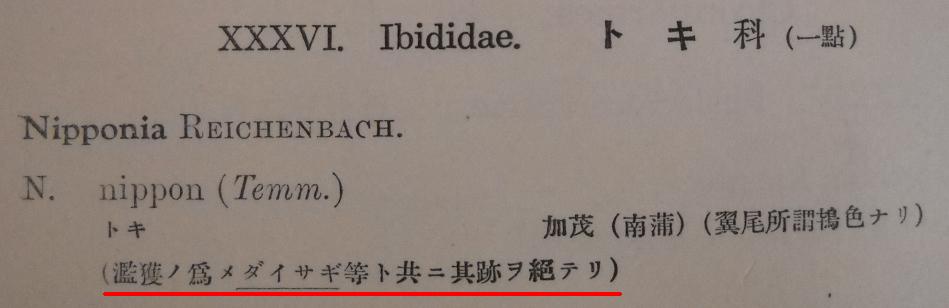 XXXVI. Ibididae. トキ科 (一點)
Nipponia REICHENBACH.
N. nippon (Temm.)
トキ 加茂 (南蒲) (翼尾所謂鴇色ナリ)
(濫獲ノ爲メダイサギ等ト共ニ其跡ヲ絕テリ)